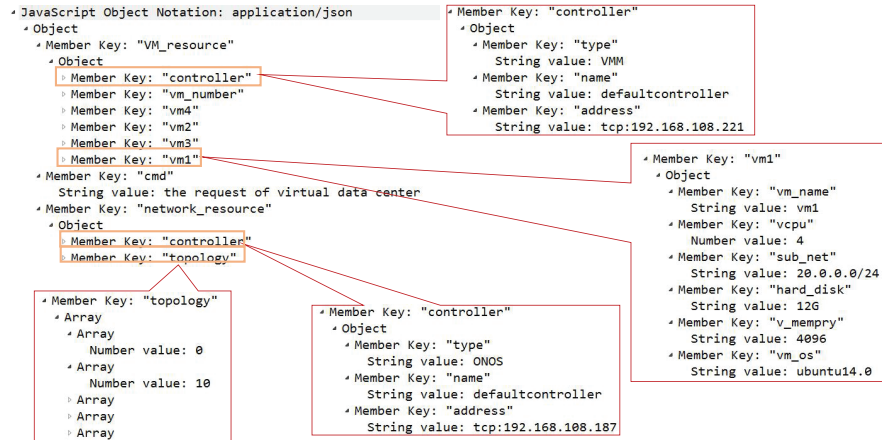 JavaScript Object Notation: application/json
Object
Member Key: "VM_resource"
Object
Member Key: "controller"
Member Key: "vm_number"
Member Key: "vm4"
Member Key: "vm2"
Member Key: "vm3"
Member Key: "vm1"
Member Key: "cmd"
String value: the request of virtual data center
Member Key: "network_resource"
Object
Member Key: "controller"
Member Key: "topology"
Member Key: "controller"
Object
Member Key: "type"
String value: VMM
Member Key: "name"
String value: defaultcontroller
Member Key: "address"
String value: tcp:192.168.108.221
Member Key: "vm1"
Object
Member Key: "vm_name"
String value: vm1
Member Key: "vcpu"
Number value: 4
Member Key: "sub_net"
String value: 20.0.0.0/24
Member Key: "hard_disk"
String value: 12G
Member Key: "v_mempry"
String value: 4096
Member Key: "vm_os"
String value: ubuntu14.0
Member Key: "topology"
Array
Array
Number value: 0
Array
Number value: 10
Array
Array
Array
Member Key: "controller"
Object
Member Key: "type"
String value: ONOS
Member Key: "name"
String value: defaultcontroller
Member Key: "address"
String value: tcp:192.168.108.187